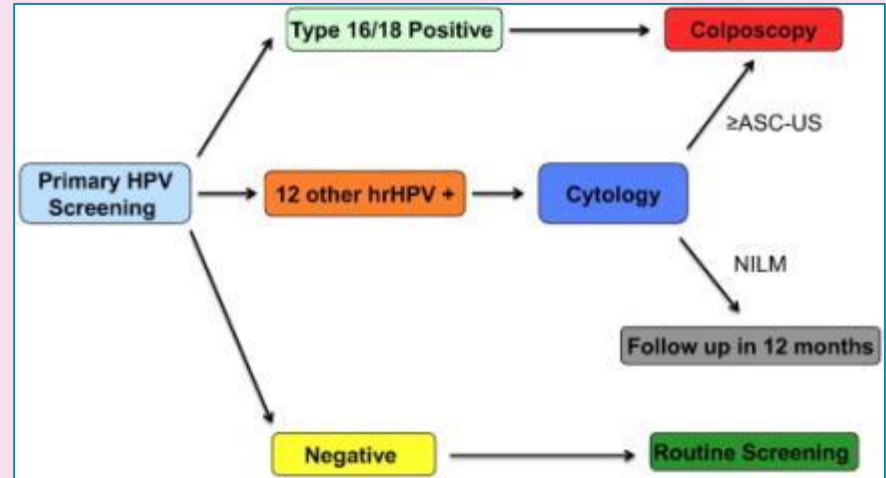 Type 16/18 Positive
Colposcopy
≥ASC-US
Primary HPV
Screening
12 other hrHPV +
Cytology
NILM
Follow up in 12 months
Negative
Routine Screening